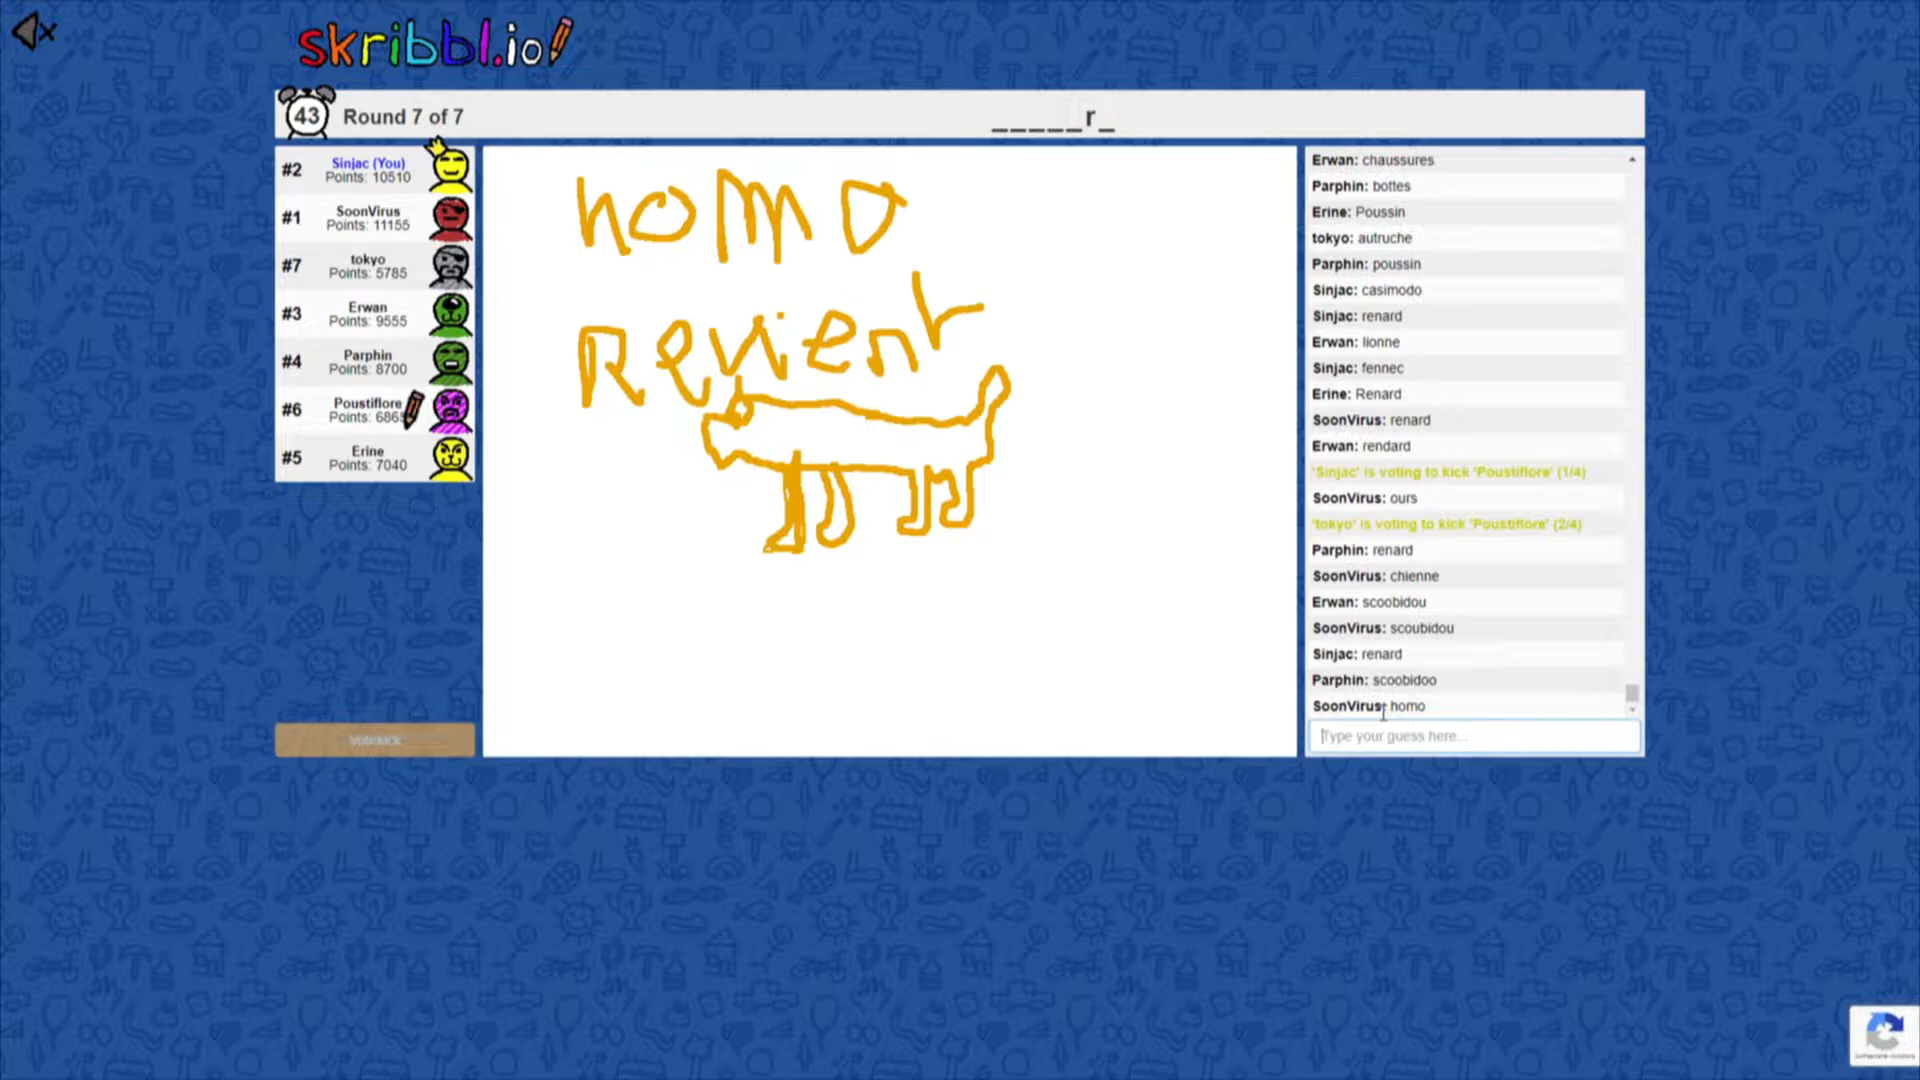 skribbl.io
43
Round 7 of 7
_____r_
#2
Sinjac (You)
Points: 10510
#1
SoonVirus
Points: 11155
#7
tokyo
Points: 5785
#3
Erwan
Points: 9555
#4
Parphin
Points: 8700
#6
Poustiflore
Points: 6865
#5
Erine
Points: 7040
Votekick
homo
Revient
Erwan: chaussures
Parphin: bottes
Erine: Poussin
tokyo: autruche
Parphin: poussin
Sinjac: casimodo
Sinjac: renard
Erwan: lionne
Sinjac: fennec
Erine: Renard
SoonVirus: renard
Erwan: rendard
'Sinjac' is voting to kick 'Poustiflore' (1/4)
SoonVirus: ours
'tokyo' is voting to kick 'Poustiflore' (2/4)
Parphin: renard
SoonVirus: chienne
Erwan: scoobidou
SoonVirus: scoubidou
Sinjac: renard
Parphin: scoobidoo
SoonVirus: homo
Type your guess here...